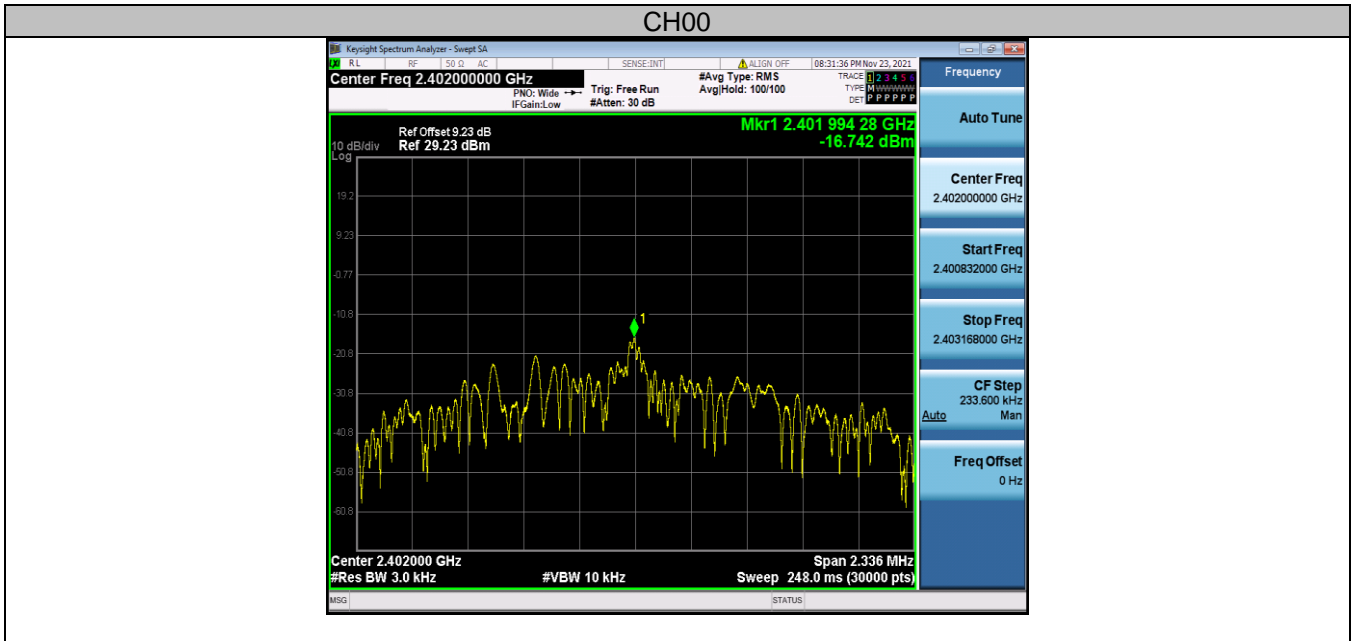 CH00
Keysight Spectrum Analyzer - Swept SA
RL RF 50 Ω AC SENSE:INT ALIGN OFF 08:31:36 PM Nov 23, 2021
Center Freq 2.402000000 GHz
PNO: Wide
IFGain:Low
Trig: Free Run
#Atten: 30 dB
#Avg Type: RMS
Avg|Hold: 100/100
TRACE 1 2 3 4 5 6
TYPE M
DET P P P P P P
Mkr1 2.401 994 28 GHz
-16.742 dBm
Ref Offset 9.23 dB
10 dB/div Ref 29.23 dBm
Log
19.2
9.23
-0.77
-10.8
-20.8
-30.8
-40.8
-50.8
-60.8
1
Center 2.402000 GHz Span 2.336 MHz
#Res BW 3.0 kHz #VBW 10 kHz Sweep 248.0 ms (30000 pts)
MSG STATUS
Frequency
Auto Tune
Center Freq
2.402000000 GHz
Start Freq
2.400832000 GHz
Stop Freq
2.403168000 GHz
CF Step
233.600 kHz
Auto Man
Freq Offset
0 Hz